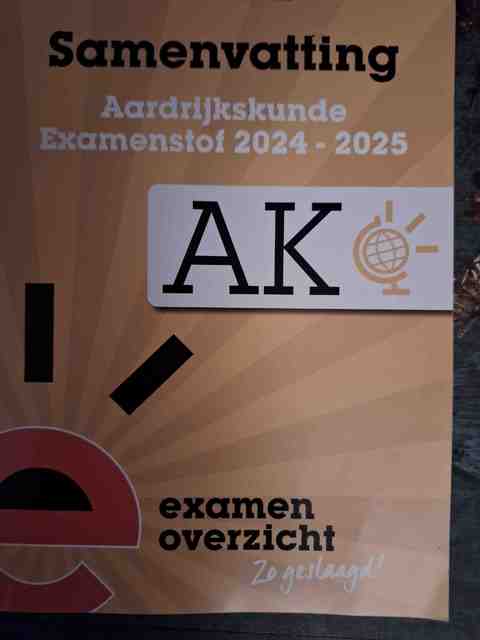 Samenvatting
Aardrijkskunde
Examenstof 2024 - 2025
AK
examen
overzicht
Zo geslaagd!